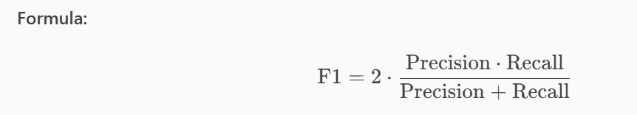 Formula:
F1 = 2 · Precision · Recall / Precision + Recall